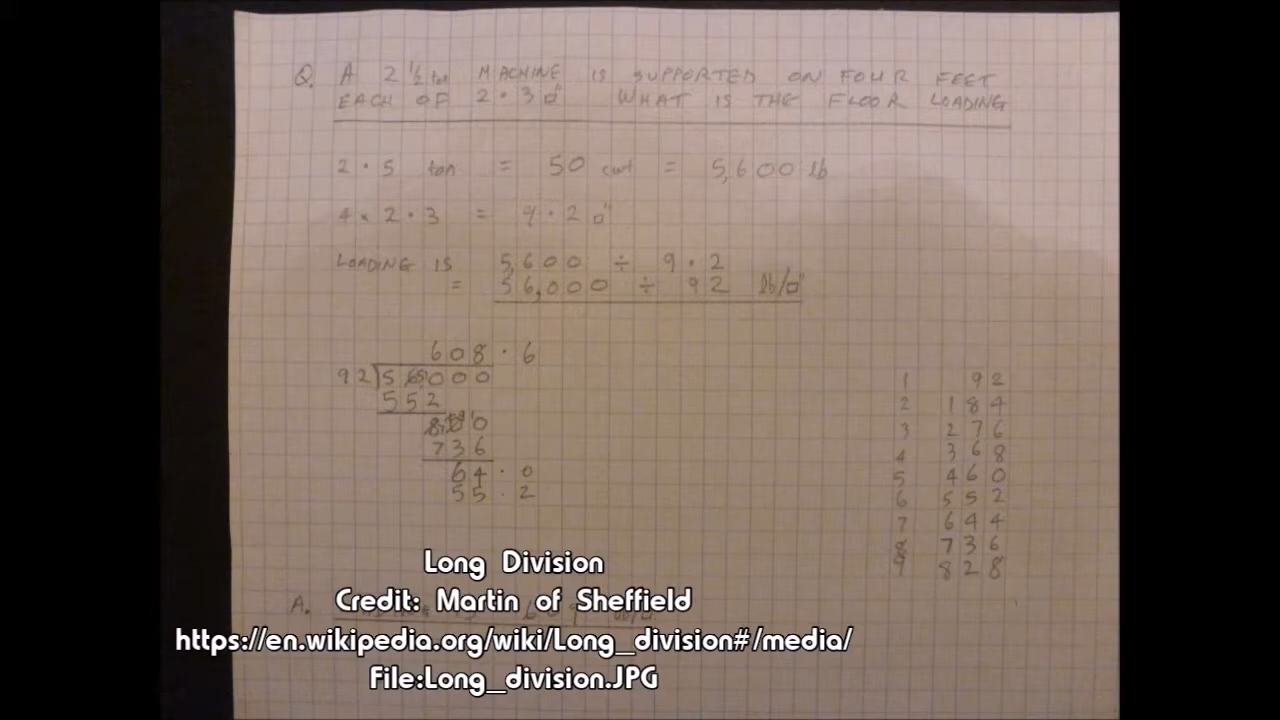 Q. A 2 1/2 ton MACHINE IS SUPPORTED ON FOUR FEET
EACH OF 2·3 □" WHAT IS THE FLOOR LOADING
2·5 ton = 50 cwt = 5,600 lb
4 × 2·3 = 9·2 □"
LOADING IS 5,600 ÷ 9·2
= 56,000 ÷ 92 lb/□"
608·6
92)56000
552
800
736
64·0
55·2
1 92
2 184
3 276
4 368
5 460
6 552
7 644
8 736
9 828
A. 609 lb/□"
Long Division
Credit: Martin of Sheffield
https://en.wikipedia.org/wiki/Long_division#/media/
File:Long_division.JPG